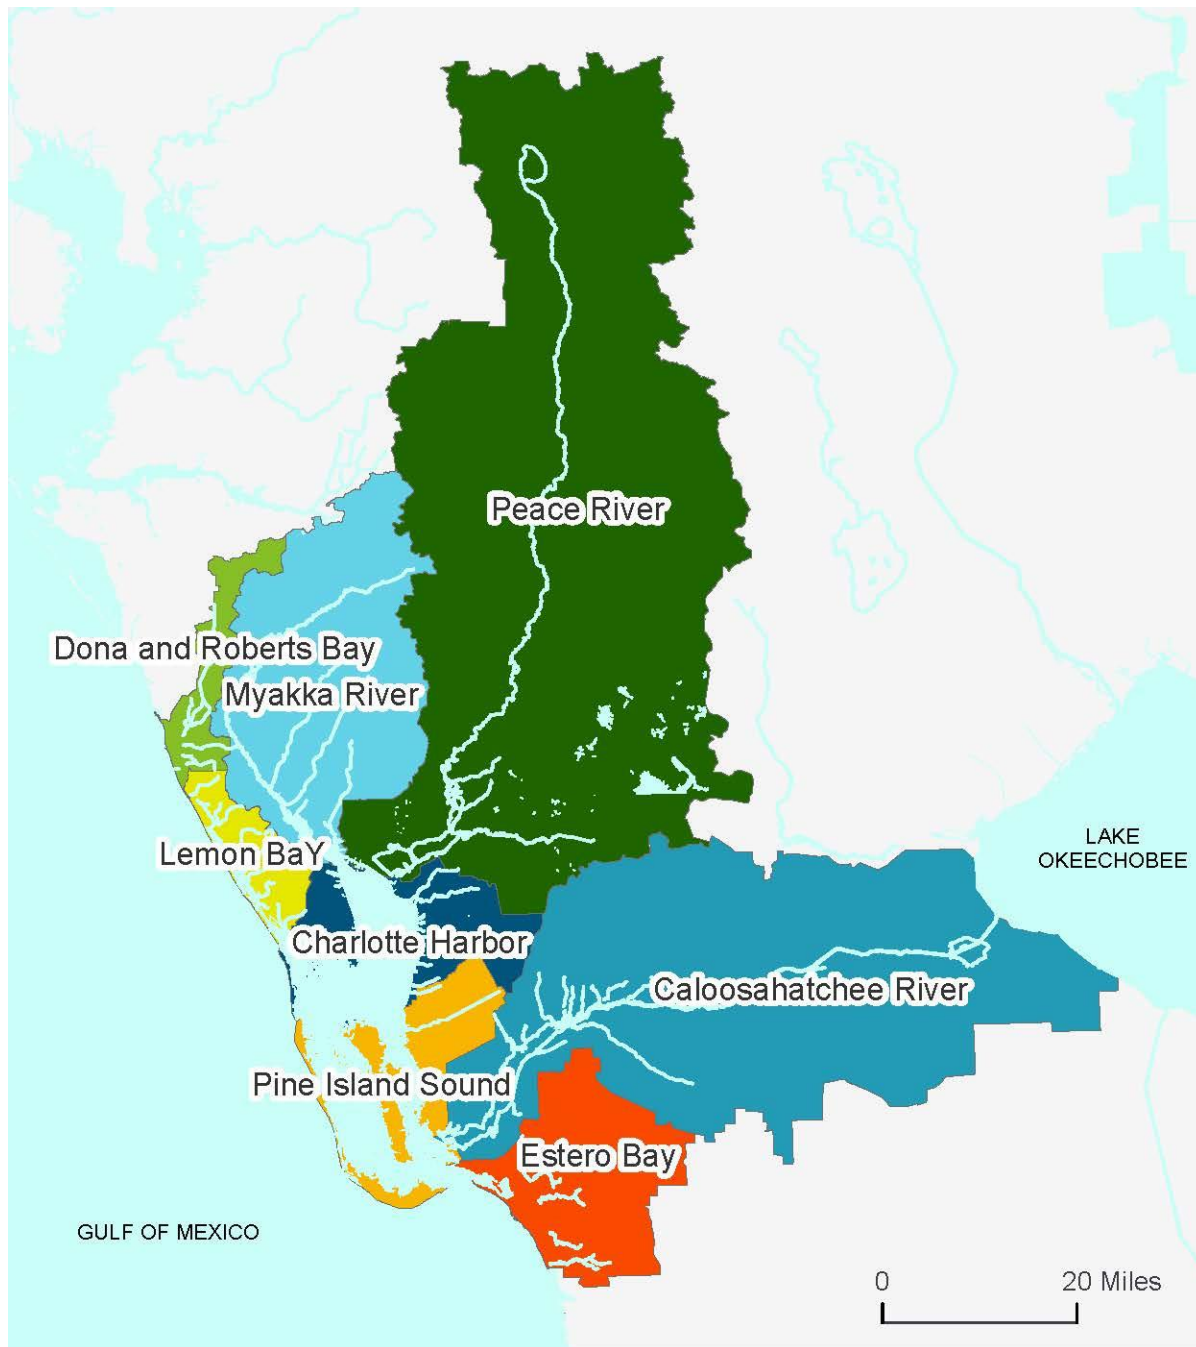 Peace River
Dona and Roberts Bay
Myakka River
LAKE
OKEECHOBEE
Lemon BaY
Charlotte Harbor
Caloosahatchee River
Pine Island Sound
Estero Bay
GULF OF MEXICO
0 20 Miles